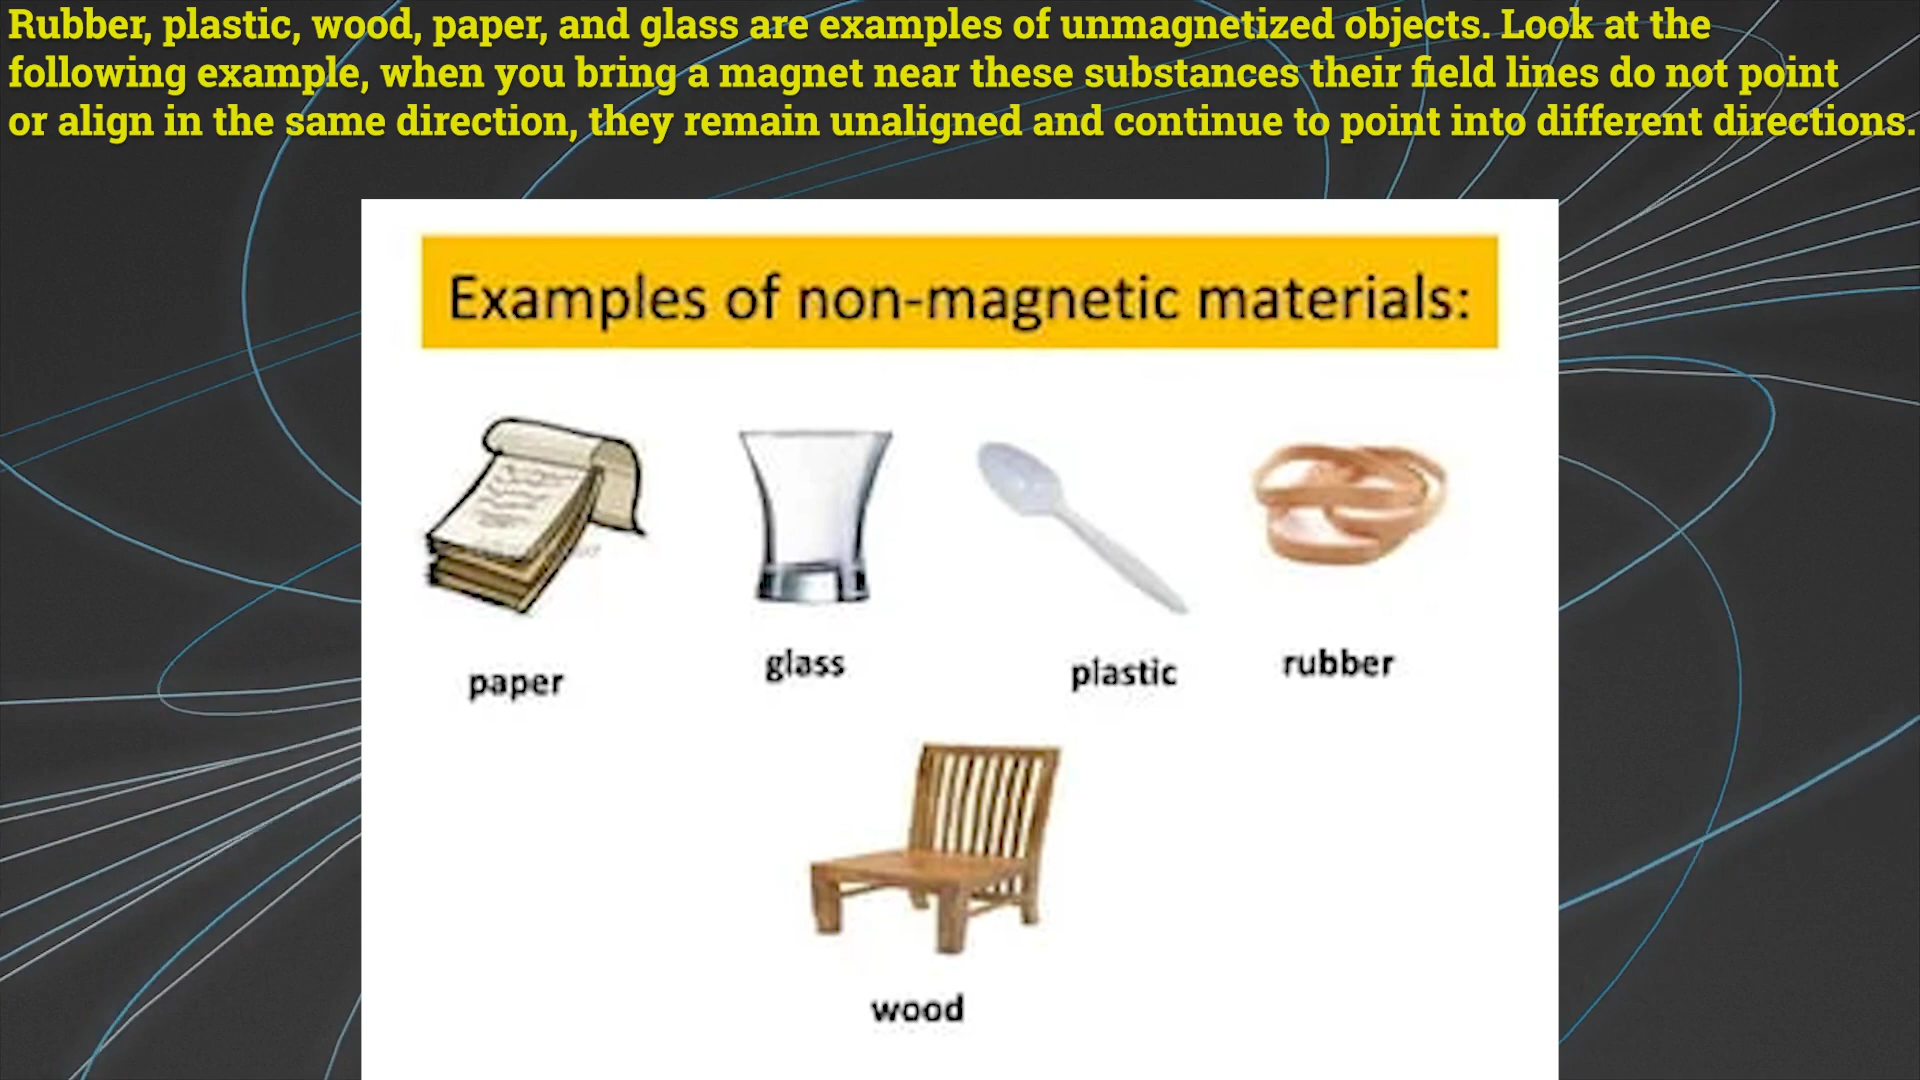 Rubber, plastic, wood, paper, and glass are examples of unmagnetized objects. Look at the
following example, when you bring a magnet near these substances their field lines do not point
or align in the same direction, they remain unaligned and continue to point into different directions.
Examples of non-magnetic materials:
paper
glass
plastic
rubber
wood